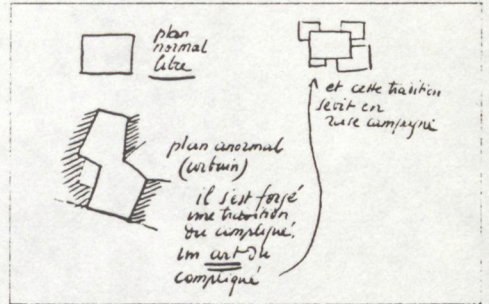 plan
normal
libre
et cette tradition
sévit en
rase campagne
plan anormal
(urbain)
il s'est forgé
une tradition
du compliqué.
Un art du
compliqué